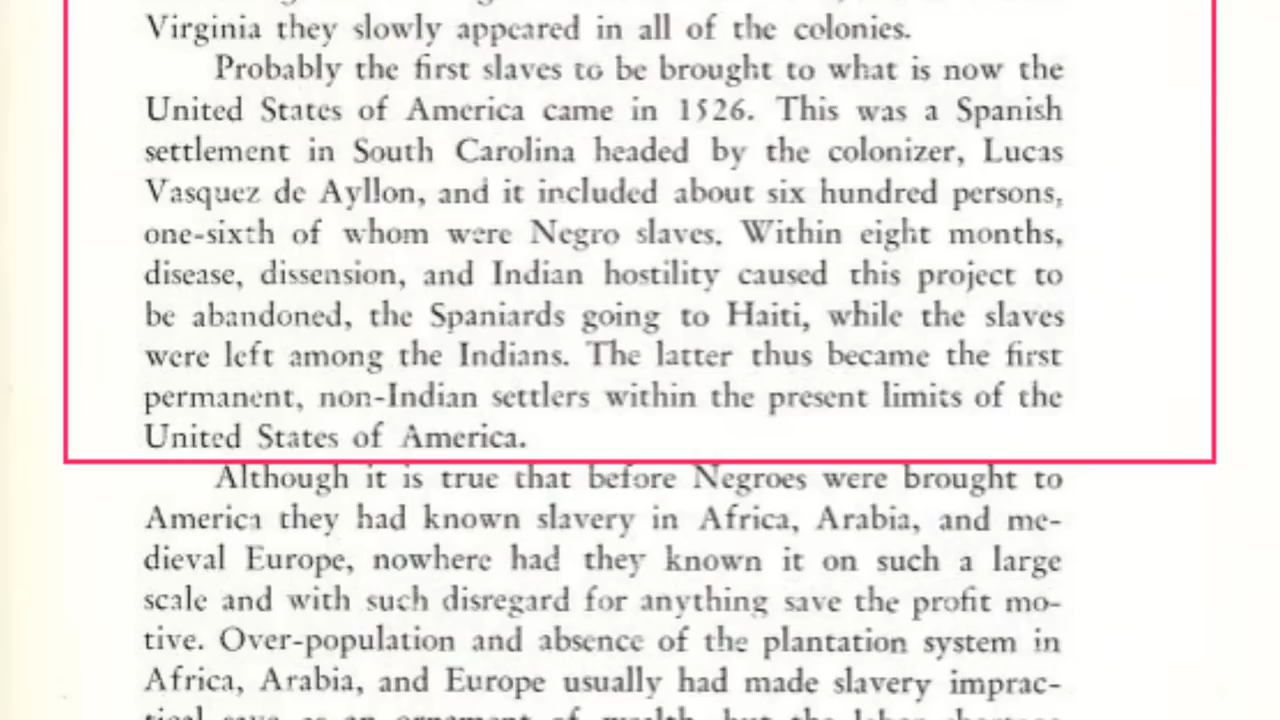 Virginia they slowly appeared in all of the colonies.
Probably the first slaves to be brought to what is now the
United States of America came in 1526. This was a Spanish
settlement in South Carolina headed by the colonizer, Lucas
Vasquez de Ayllon, and it included about six hundred persons,
one-sixth of whom were Negro slaves. Within eight months,
disease, dissension, and Indian hostility caused this project to
be abandoned, the Spaniards going to Haiti, while the slaves
were left among the Indians. The latter thus became the first
permanent, non-Indian settlers within the present limits of the
United States of America.
Although it is true that before Negroes were brought to
America they had known slavery in Africa, Arabia, and me-
dieval Europe, nowhere had they known it on such a large
scale and with such disregard for anything save the profit mo-
tive. Over-population and absence of the plantation system in
Africa, Arabia, and Europe usually had made slavery imprac-